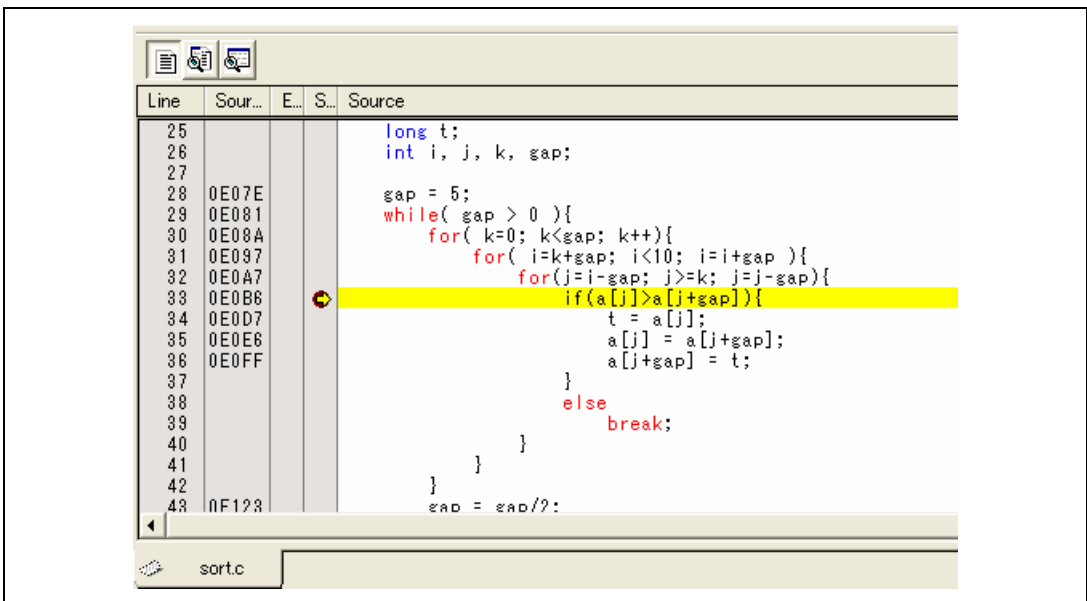 Line Sour... E... S... Source
25 long t;
26 int i, j, k, gap;
27
28 0E07E gap = 5;
29 0E081 while( gap > 0 ){
30 0E08A for( k=0; k<gap; k++){
31 0E097 for( i=k+gap; i<10; i=i+gap ){
32 0E0A7 for(j=i-gap; j>=k; j=j-gap){
33 0E0B6 if(a[j]>a[j+gap]){
34 0E0D7 t = a[j];
35 0E0E6 a[j] = a[j+gap];
36 0E0FF a[j+gap] = t;
37 }
38 else
39 break;
40 }
41 }
42 }
43 0E123 gap = gap/2;
sort.c